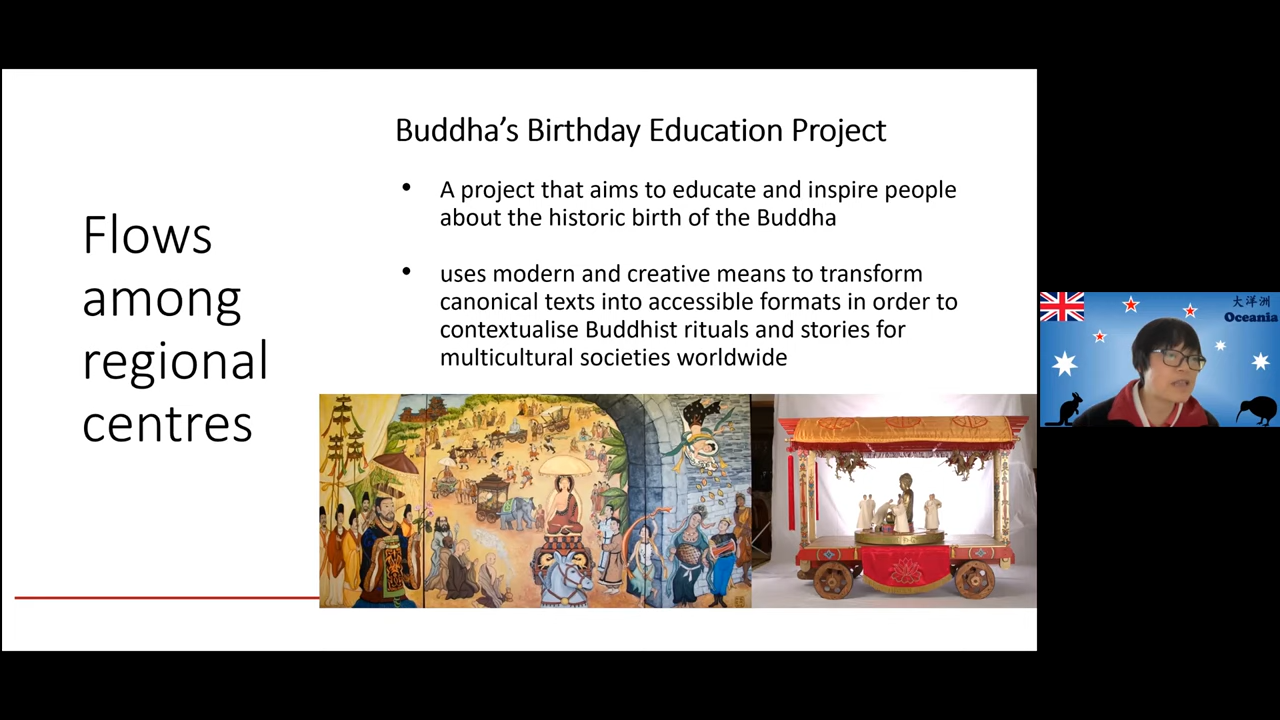 Flows
among
regional
centres
Buddha’s Birthday Education Project
• A project that aims to educate and inspire people
about the historic birth of the Buddha
• uses modern and creative means to transform
canonical texts into accessible formats in order to
contextualise Buddhist rituals and stories for
multicultural societies worldwide
大洋洲
Oceania